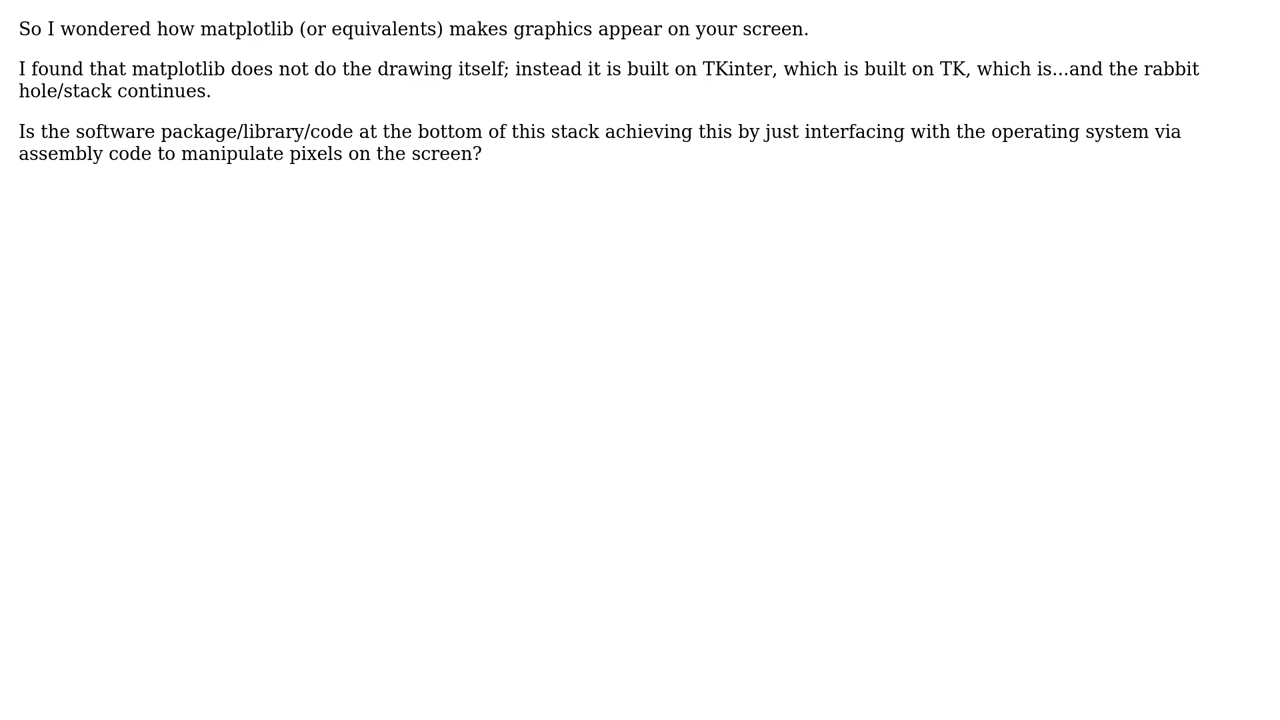 So I wondered how matplotlib (or equivalents) makes graphics appear on your screen.
I found that matplotlib does not do the drawing itself; instead it is built on TKinter, which is built on TK, which is...and the rabbit
hole/stack continues.
Is the software package/library/code at the bottom of this stack achieving this by just interfacing with the operating system via
assembly code to manipulate pixels on the screen?